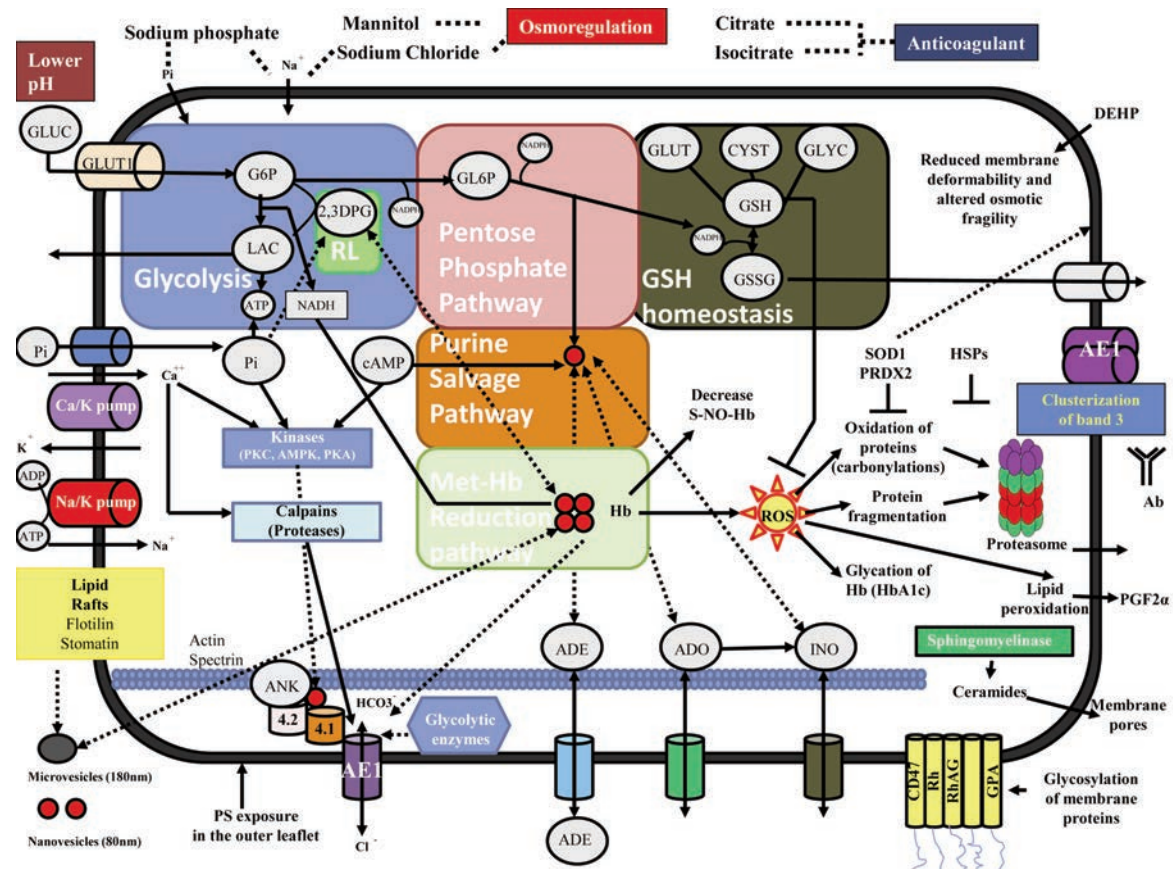 Sodium phosphate
Mannitol
Sodium Chloride
Osmoregulation
Citrate
Isocitrate
Anticoagulant
Lower
pH
Pi
Na+
GLUC
GLUT1
G6P
2,3DPG
RL
LAC
ATP
NADH
NADPH
Glycolysis
GL6P
NADPH
Pentose
Phosphate
Pathway
GLUT
CYST
GLYC
GSH
NADPH
GSSG
GSH
homeostasis
DEHP
Reduced membrane
deformability and
altered osmotic
fragility
Pi
Pi
Ca++
cAMP
Purine
Salvage
Pathway
SOD1
PRDX2
HSPs
AE1
Clusterization
of band 3
Ca/K pump
K+
Kinases
(PKC, AMPK, PKA)
Decrease
S-NO-Hb
Oxidation of
proteins
(carbonylations)
Ab
ADP
Na/K pump
ATP
Na+
Calpains
(Proteases)
Met-Hb
Reduction
pathway
Hb
ROS
Protein
fragmentation
Proteasome
Glycation of
Hb (HbA1c)
Lipid
peroxidation
PGF2α
Lipid
Rafts
Flotilin
Stomatin
Actin
Spectrin
ANK
4.2
4.1
HCO3-
Glycolytic
enzymes
AE1
Cl -
ADE
ADO
INO
ADE
Sphingomyelinase
Ceramides
Membrane
pores
Microvesicles (180nm)
Nanovesicles (80nm)
PS exposure
in the outer leaflet
CD47
Rh
RhAG
GPA
Glycosylation
of membrane
proteins